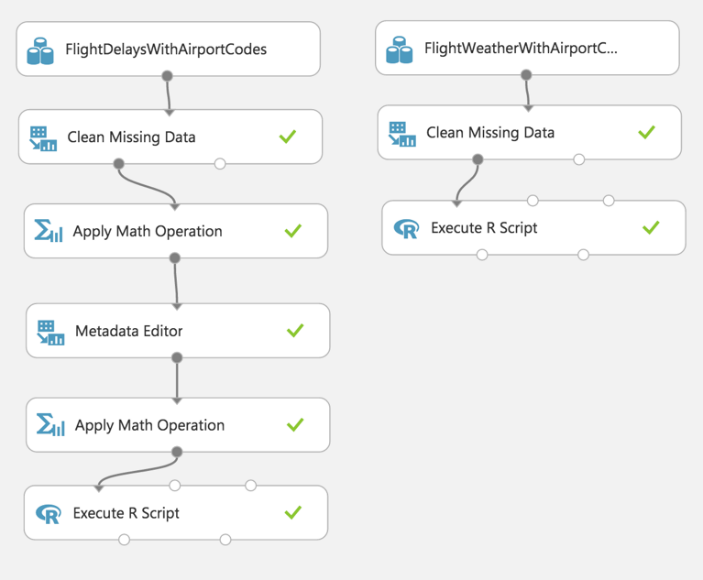 FlightDelaysWithAirportCodes
Clean Missing Data
Apply Math Operation
Metadata Editor
Apply Math Operation
Execute R Script
FlightWeatherWithAirportC...
Clean Missing Data
Execute R Script